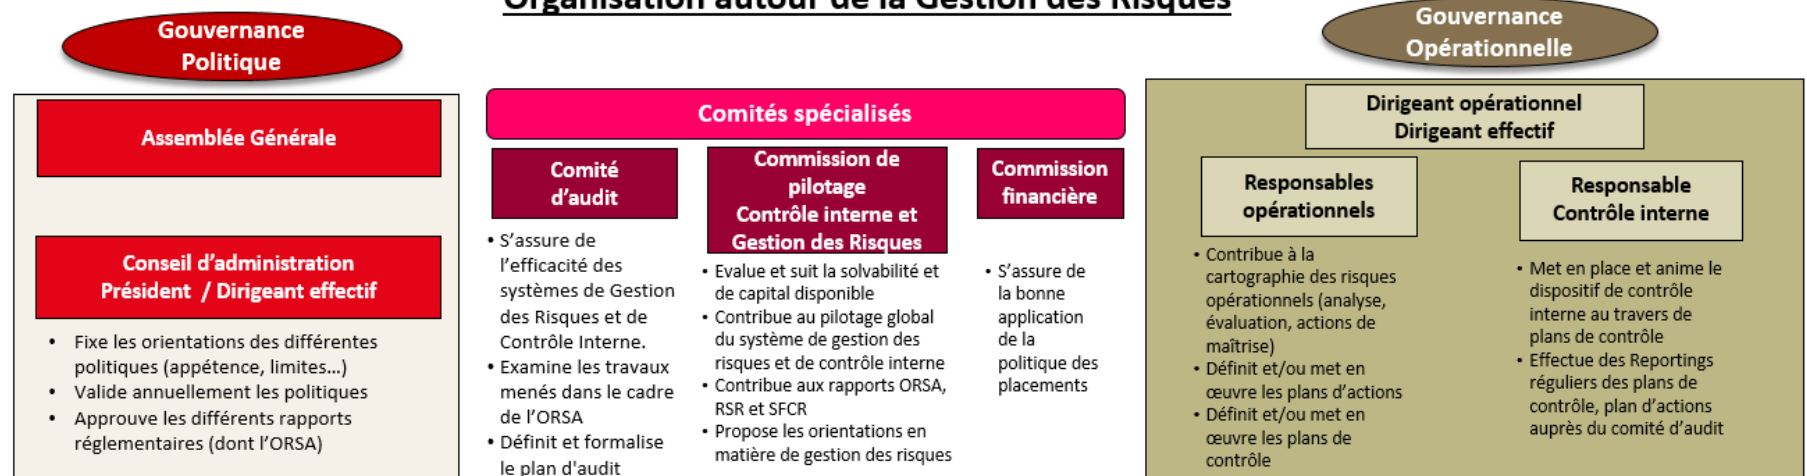 Organisation autour de la Gestion des Risques
Gouvernance
Politique
Assemblée Générale
Conseil d'administration
Président / Dirigeant effectif
• Fixe les orientations des différentes
politiques (appétence, limites...)
• Valide annuellement les politiques
• Approuve les différents rapports
réglementaires (dont l'ORSA)
Comités spécialisés
Comité
d'audit
• S'assure de
l'efficacité des
systèmes de Gestion
des Risques et de
Contrôle Interne.
• Examine les travaux
menés dans le cadre
de l'ORSA
• Définit et formalise
le plan d'audit
Commission de
pilotage
Contrôle interne et
Gestion des Risques
• Evalue et suit la solvabilité et
de capital disponible
• Contribue au pilotage global
du système de gestion des
risques et de contrôle interne
• Contribue aux rapports ORSA,
RSR et SFCR
• Propose les orientations en
matière de gestion des risques
Commission
financière
• S'assure de
la bonne
application
de la
politique des
placements
Gouvernance
Opérationnelle
Dirigeant opérationnel
Dirigeant effectif
Responsables
opérationnels
• Contribue à la
cartographie des risques
opérationnels (analyse,
évaluation, actions de
maîtrise)
• Définit et/ou met en
œuvre les plans d'actions
• Définit et/ou met en
œuvre les plans de
contrôle
Responsable
Contrôle interne
• Met en place et anime le
dispositif de contrôle
interne au travers de
plans de contrôle
• Effectue des Reportings
réguliers des plans de
contrôle, plan d'actions
auprès du comité d'audit